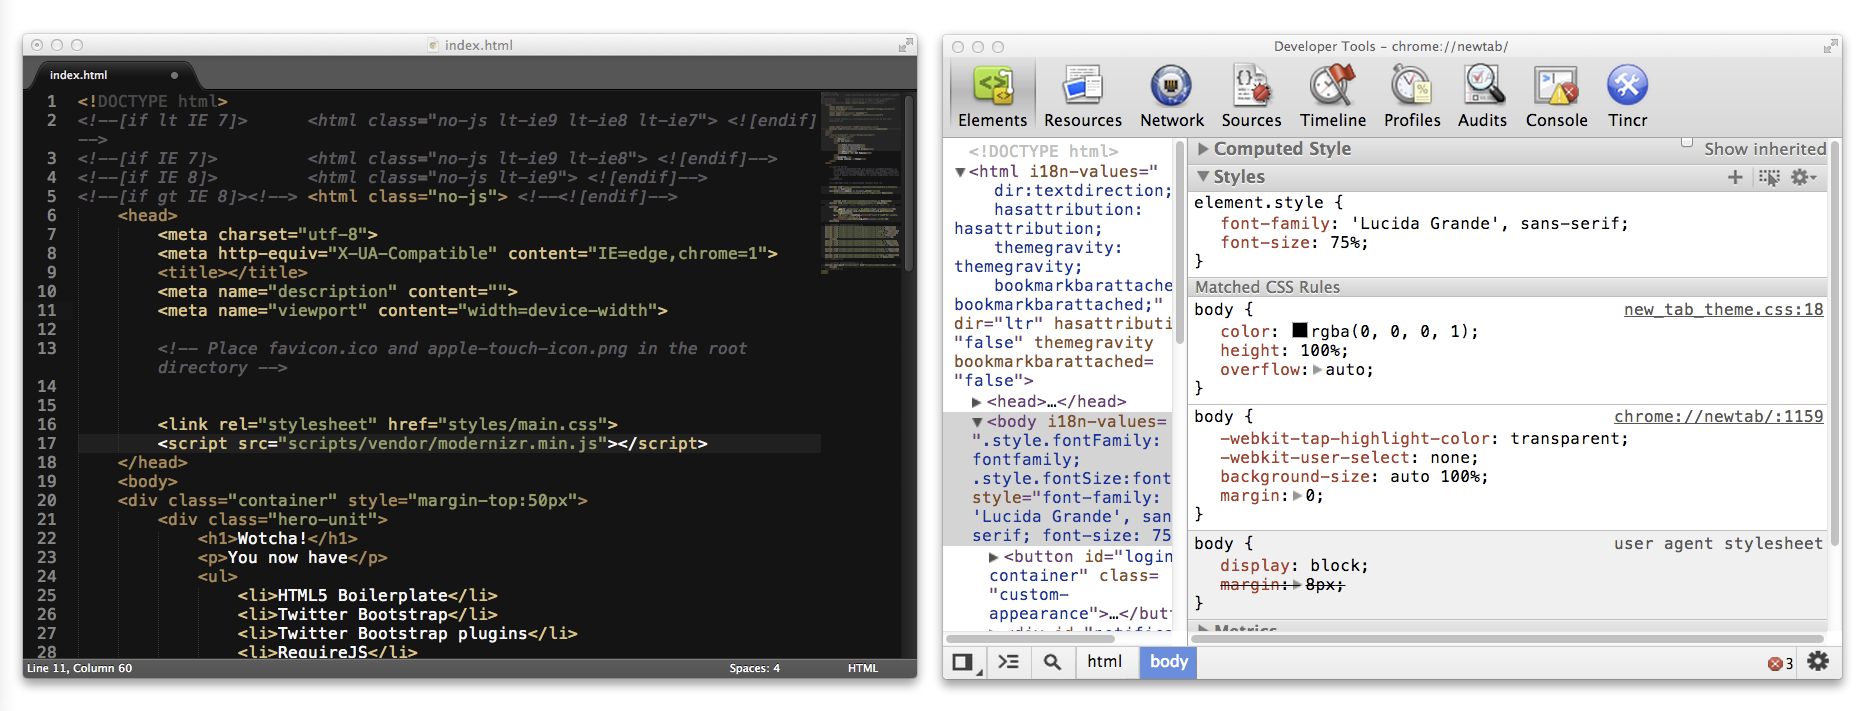 index.html
index.html
1 <!DOCTYPE html>
2 <!--[if lt IE 7]> <html class="no-js lt-ie9 lt-ie8 lt-ie7"> <![endif]
-->
3 <!--[if IE 7]> <html class="no-js lt-ie9 lt-ie8"> <![endif]-->
4 <!--[if IE 8]> <html class="no-js lt-ie9"> <![endif]-->
5 <!--[if gt IE 8]><!--> <html class="no-js"> <!--<![endif]-->
6 <head>
7 <meta charset="utf-8">
8 <meta http-equiv="X-UA-Compatible" content="IE=edge,chrome=1">
9 <title></title>
10 <meta name="description" content="">
11 <meta name="viewport" content="width=device-width">
12
13 <!-- Place favicon.ico and apple-touch-icon.png in the root
directory -->
14
15
16 <link rel="stylesheet" href="styles/main.css">
17 <script src="scripts/vendor/modernizr.min.js"></script>
18 </head>
19 <body>
20 <div class="container" style="margin-top:50px">
21 <div class="hero-unit">
22 <h1>Wotcha!</h1>
23 <p>You now have</p>
24 <ul>
25 <li>HTML5 Boilerplate</li>
26 <li>Twitter Bootstrap</li>
27 <li>Twitter Bootstrap plugins</li>
28 <li>RequireJS</li>
Line 11, Column 60 Spaces: 4 HTML
Developer Tools - chrome://newtab/
Elements Resources Network Sources Timeline Profiles Audits Console Tincr
<!DOCTYPE html>
<html i18n-values="
dir:textdirection;
hasattribution:
hasattribution;
themegravity:
themegravity;
bookmarkbarattache
bookmarkbarattached;"
dir="ltr" hasattributi
"false" themegravity
bookmarkbarattached=
"false">
<head>…</head>
<body i18n-values=
".style.fontFamily:
fontfamily;
.style.fontSize:font
style="font-family:
'Lucida Grande', san
serif; font-size: 75
<button id="login
container" class=
"custom-
appearance">…</butt
<div id="notific
Computed Style Show inherited
Styles
element.style {
font-family: 'Lucida Grande', sans-serif;
font-size: 75%;
}
Matched CSS Rules
body { new_tab_theme.css:18
color: rgba(0, 0, 0, 1);
height: 100%;
overflow: auto;
}
body { chrome://newtab/:1159
-webkit-tap-highlight-color: transparent;
-webkit-user-select: none;
background-size: auto 100%;
margin: 0;
}
body { user agent stylesheet
display: block;
margin: 8px;
}
Metrics
html body 3